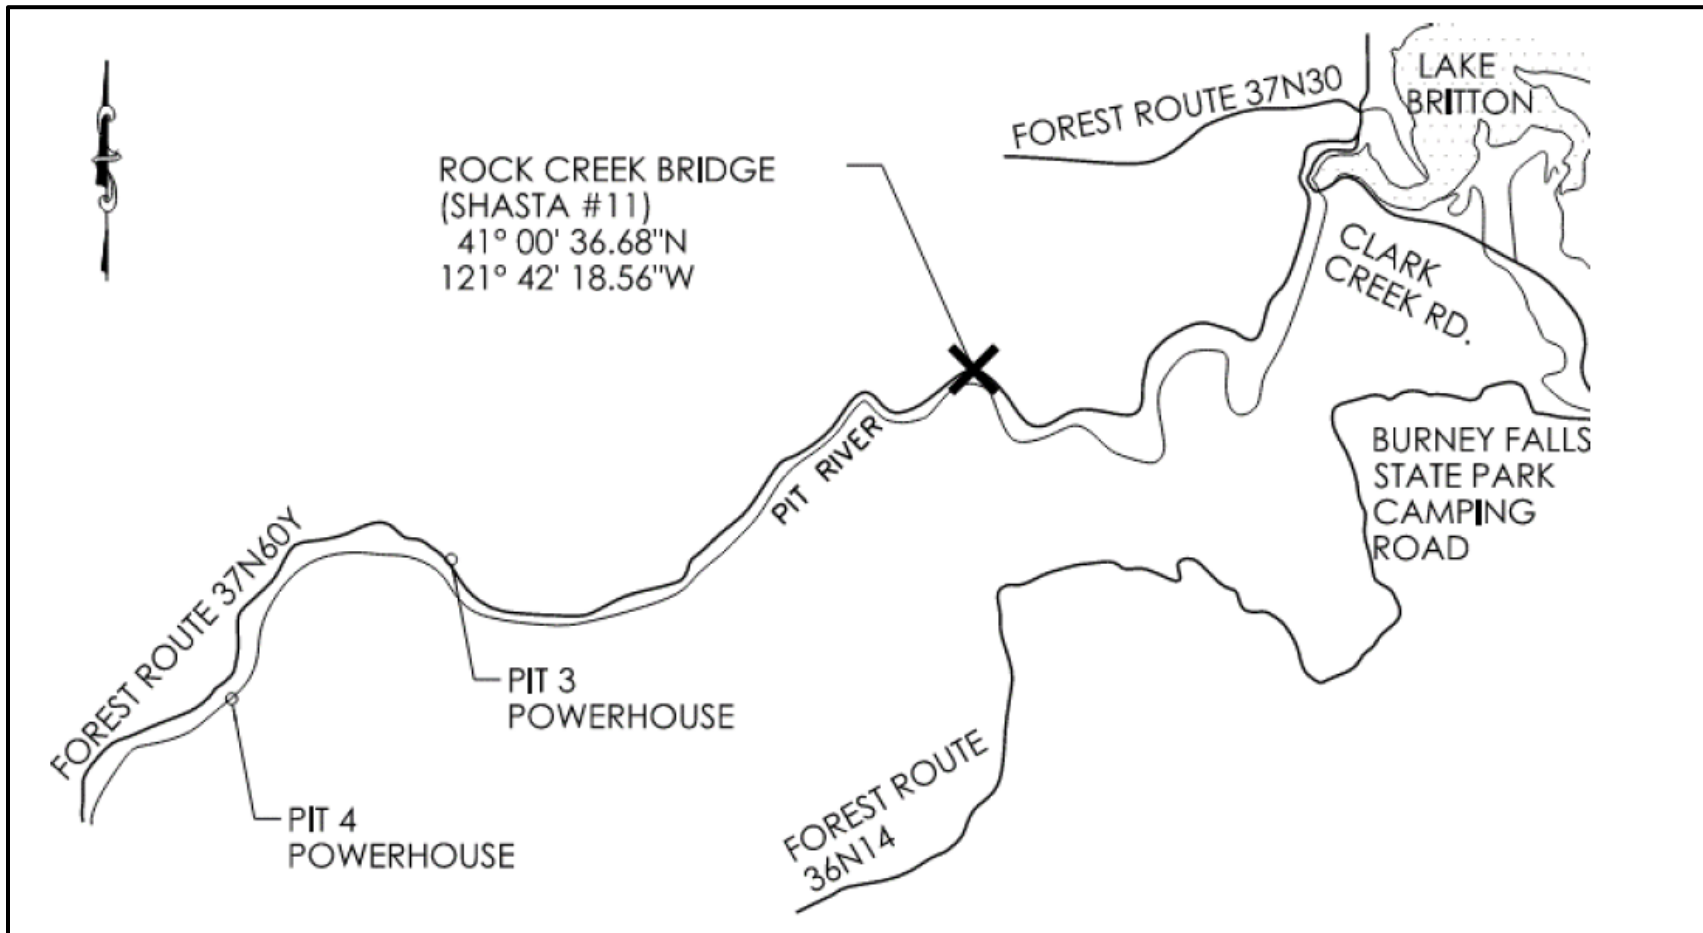 LAKE
BRITTON
FOREST ROUTE 37N30
ROCK CREEK BRIDGE
(SHASTA #11)
41° 00' 36.68"N
121° 42' 18.56"W
CLARK
CREEK RD.
PIT RIVER
BURNEY FALLS
STATE PARK
CAMPING
ROAD
FOREST ROUTE 37N60Y
PIT 3
POWERHOUSE
PIT 4
POWERHOUSE
FOREST ROUTE
36N14